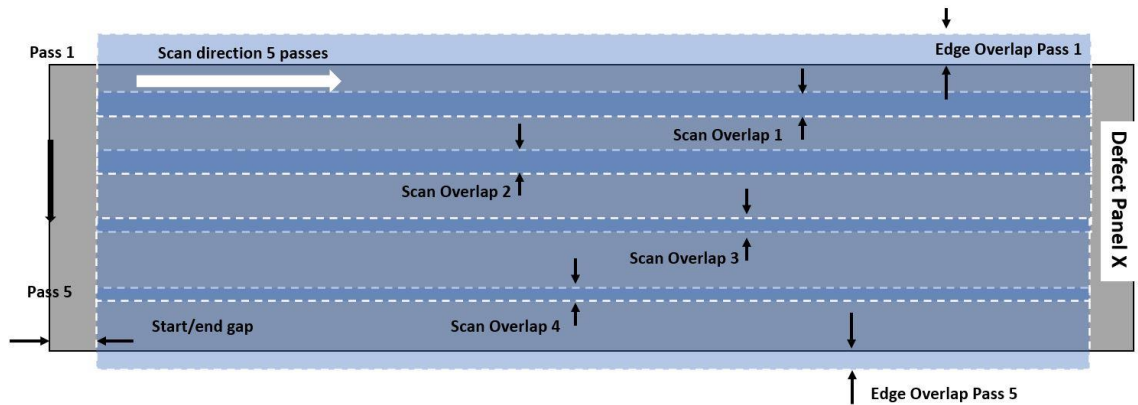 Pass 1
Scan direction 5 passes
Edge Overlap Pass 1
Scan Overlap 1
Scan Overlap 2
Scan Overlap 3
Defect Panel X
Pass 5
Start/end gap
Scan Overlap 4
Edge Overlap Pass 5